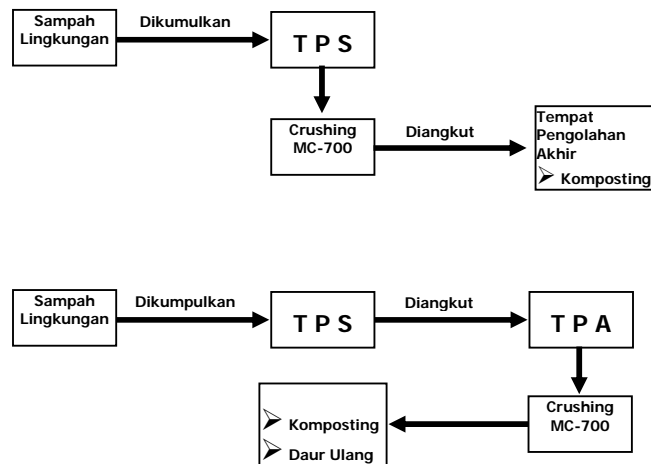 Sampah
Lingkungan
Dikumulkan
T P S
Crushing
MC-700
Diangkut
Tempat
Pengolahan
Akhir
➢ Komposting
Sampah
Lingkungan
Dikumpulkan
T P S
Diangkut
T P A
Crushing
MC-700
➢ Komposting
➢ Daur Ulang